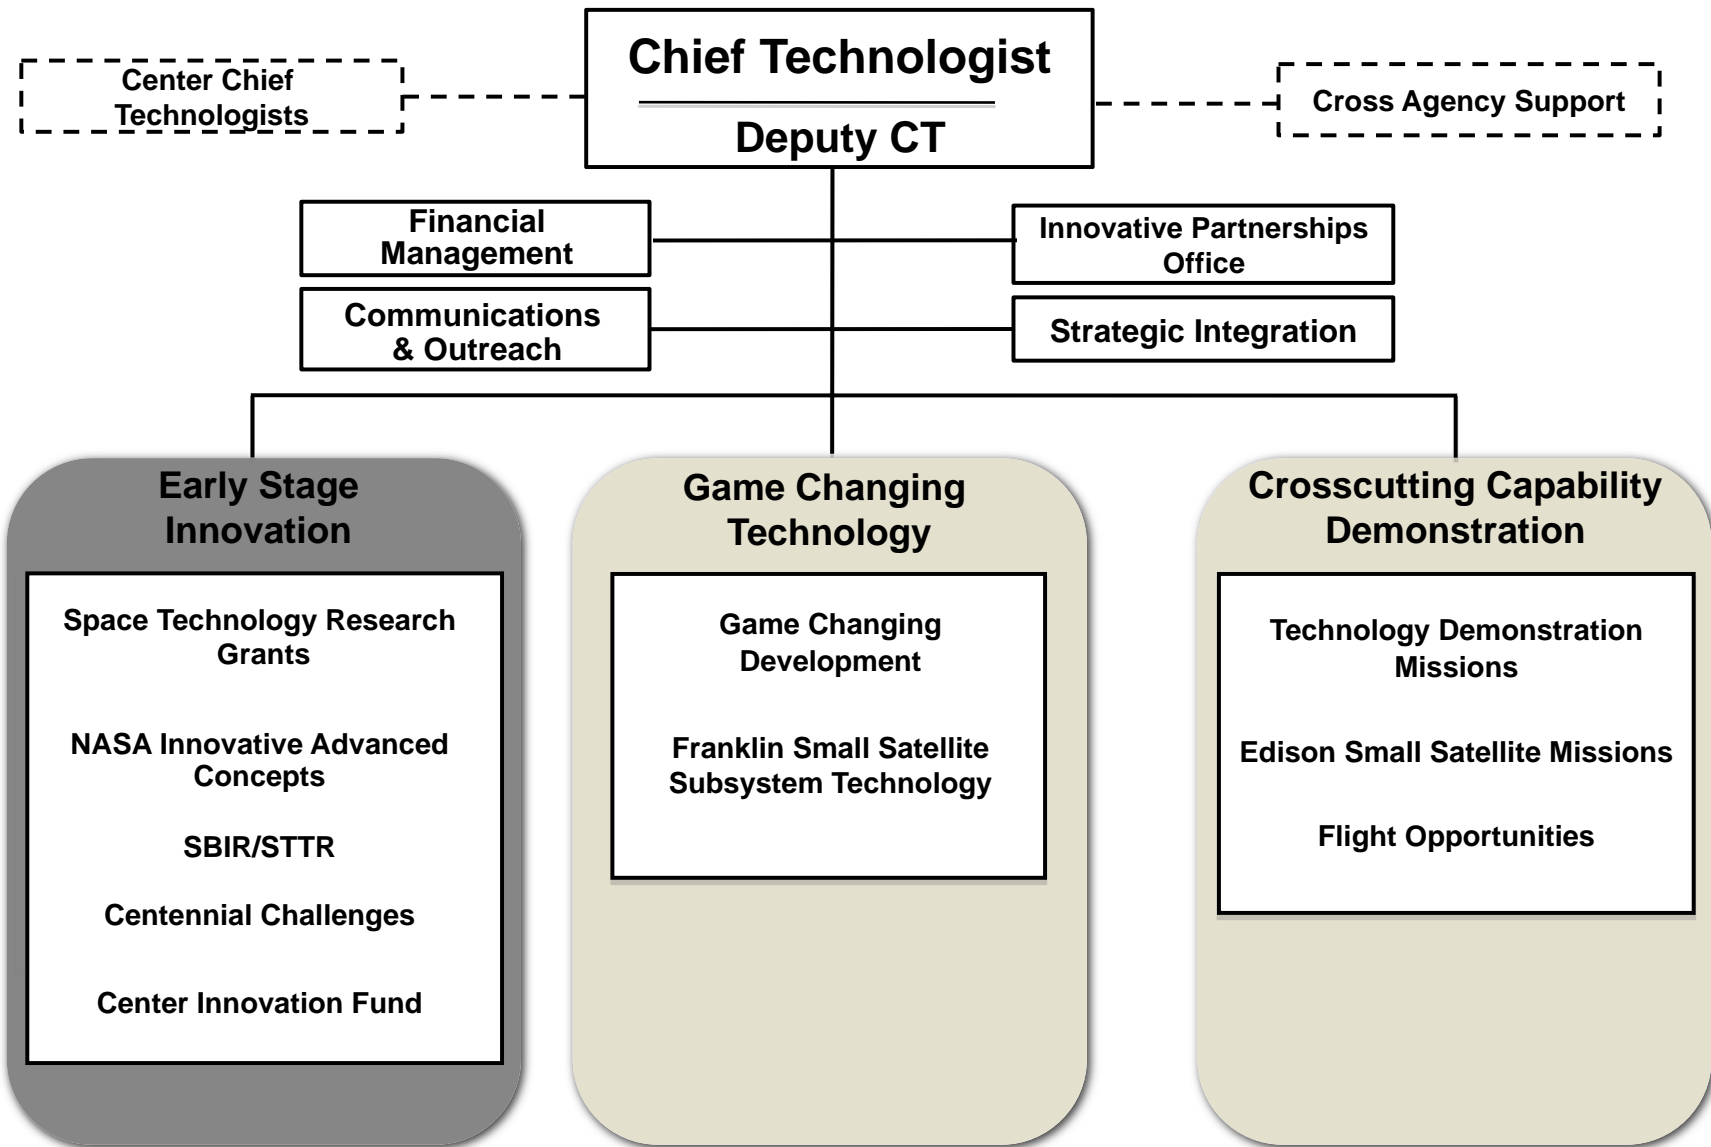 Chief Technologist
Deputy CT
Center Chief
Technologists
Cross Agency Support
Financial
Management
Innovative Partnerships
Office
Communications
& Outreach
Strategic Integration
Early Stage
Innovation
Space Technology Research
Grants
NASA Innovative Advanced
Concepts
SBIR/STTR
Centennial Challenges
Center Innovation Fund
Game Changing
Technology
Game Changing
Development
Franklin Small Satellite
Subsystem Technology
Crosscutting Capability
Demonstration
Technology Demonstration
Missions
Edison Small Satellite Missions
Flight Opportunities